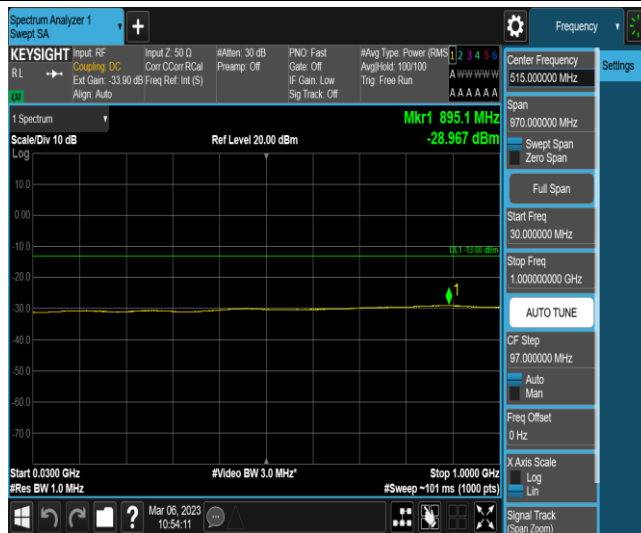 Spectrum Analyzer 1
Swept SA
+
Frequency
KEYSIGHT
RL
Input: RF
Coupling: DC
Ext Gain: -33.90 dB
Align: Auto
Input Z: 50 Ω
Corr CCorr RCal
Freq Ref: Int (S)
#Atten: 30 dB
Preamp: Off
PNO: Fast
Gate: Off
IF Gain: Low
Sig Track: Off
#Avg Type: Power (RMS
Avg|Hold: 100/100
Trig: Free Run
1 2 3 4 5 6
A W W W W W
A A A A A A
1 Spectrum
Scale/Div 10 dB
Ref Level 20.00 dBm
Mkr1 895.1 MHz
-28.967 dBm
Log
10.0
0.00
-10.0
-20.0
-30.0
-40.0
-50.0
-60.0
-70.0
DL1 -13.00 dBm
1
Start 0.0300 GHz
#Res BW 1.0 MHz
#Video BW 3.0 MHz*
Stop 1.0000 GHz
#Sweep ~101 ms (1000 pts)
Center Frequency
515.000000 MHz
Settings
Span
970.000000 MHz
Swept Span
Zero Span
Full Span
Start Freq
30.000000 MHz
Stop Freq
1.000000000 GHz
AUTO TUNE
CF Step
97.000000 MHz
Auto
Man
Freq Offset
0 Hz
X Axis Scale
Log
Lin
Signal Track
(Span Zoom)
?
Mar 06, 2023
10:54:11